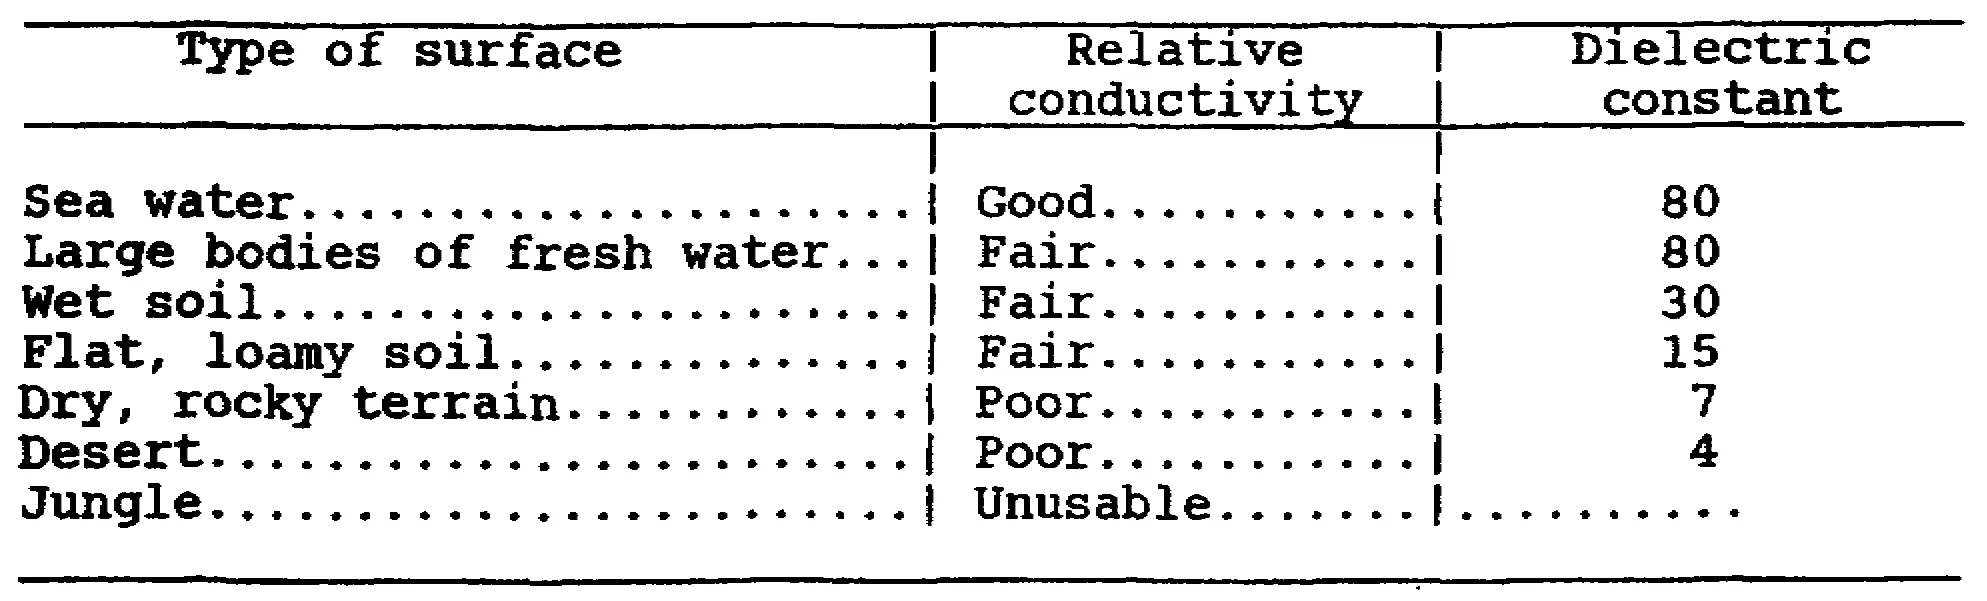 Type of surface | Relative | Dielectric
| conductivity | constant
Sea water.....................| Good...........| 80
Large bodies of fresh water...| Fair...........| 80
Wet soil......................| Fair...........| 30
Flat, loamy soil..............| Fair...........| 15
Dry, rocky terrain............| Poor...........| 7
Desert........................| Poor...........| 4
Jungle........................| Unusable.......|..........